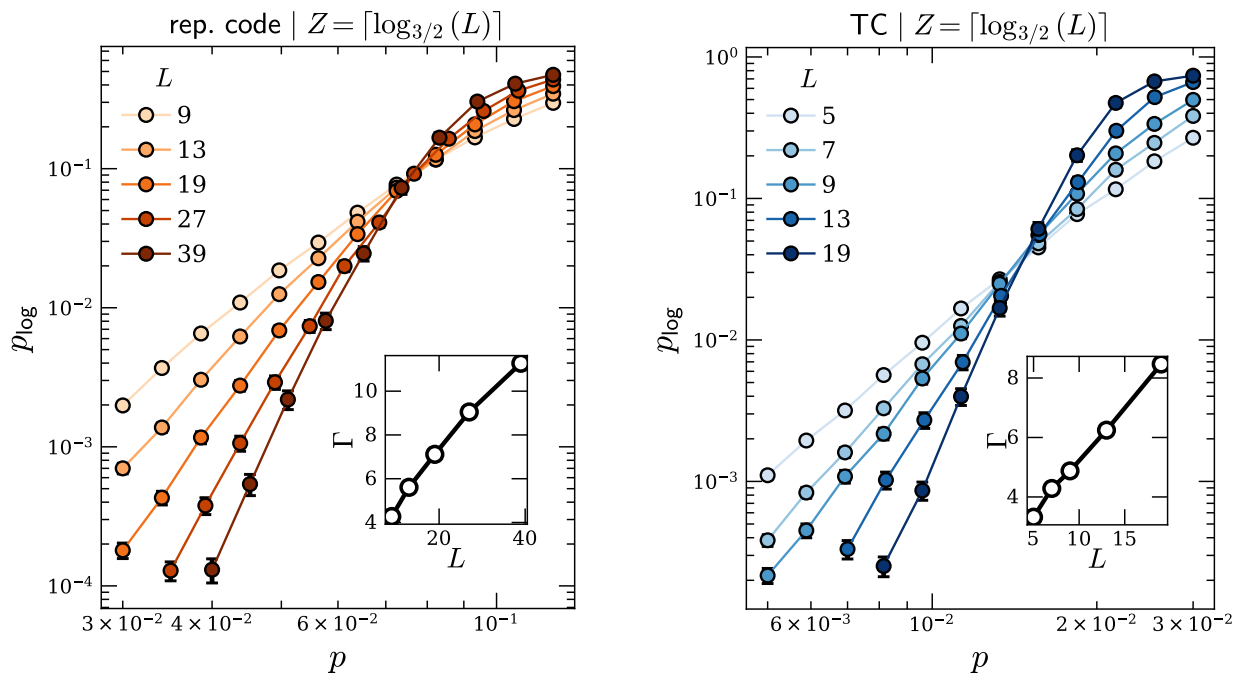 rep. code | Z = ⌈log₃/₂ (L)⌉
L
9
13
19
27
39
10⁻¹
10⁻²
10⁻³
10⁻⁴
p_log
3 × 10⁻²
4 × 10⁻²
6 × 10⁻²
10⁻¹
p
Γ
10
8
6
4
20
40
L
TC | Z = ⌈log₃/₂ (L)⌉
L
5
7
9
13
19
10⁰
10⁻¹
10⁻²
10⁻³
p_log
6 × 10⁻³
10⁻²
2 × 10⁻²
3 × 10⁻²
p
Γ
8
6
4
5
10
15
L